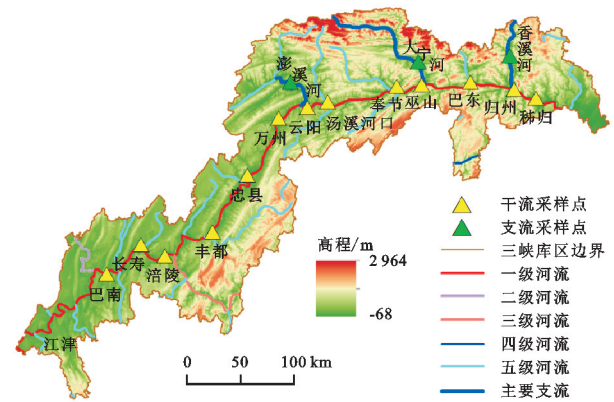 香溪河
大宁河
澎溪河
奉节
巫山
巴东
归州
秭归
云阳
汤溪河口
万州
忠县
丰都
长寿
涪陵
巴南
江津
高程/m
2 964
-68
0 50 100 km
干流采样点
支流采样点
三峡库区边界
一级河流
二级河流
三级河流
四级河流
五级河流
主要支流